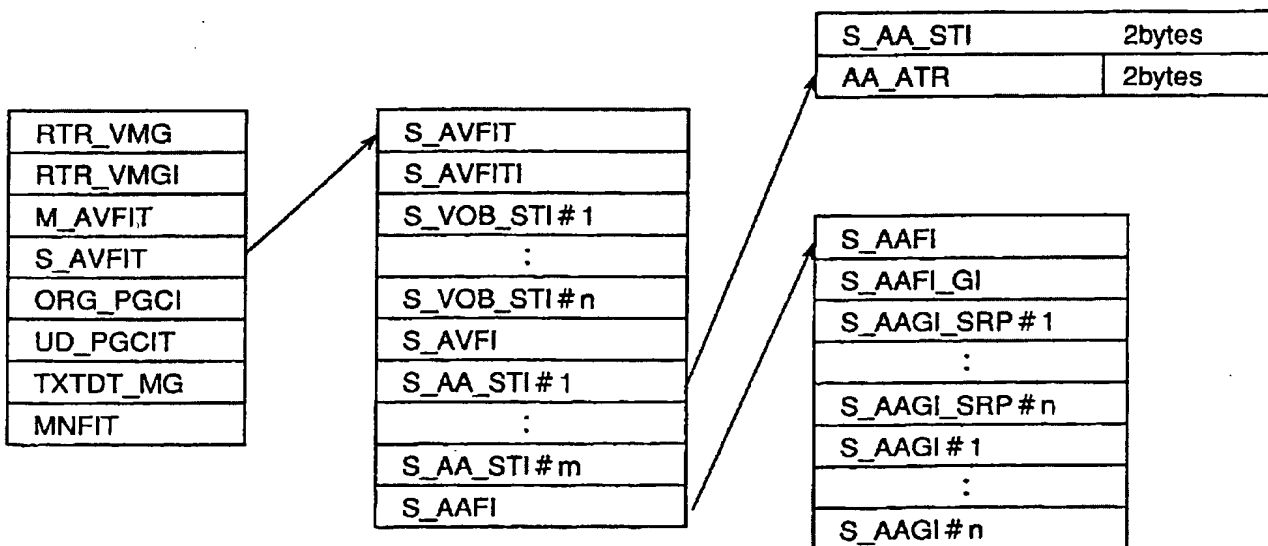 RTR_VMG
RTR_VMGI
M_AVFIT
S_AVFIT
ORG_PGCI
UD_PGCIT
TXTDT_MG
MNFIT
S_AVFIT
S_AVFITI
S_VOB_STI#1
:
S_VOB_STI#n
S_AVFI
S_AA_STI#1
:
S_AA_STI#m
S_AAFI
S_AA_STI 2bytes
AA_ATR 2bytes
S_AAFI
S_AAFI_GI
S_AAGI_SRP#1
:
S_AAGI_SRP#n
S_AAGI#1
:
S_AAGI#n